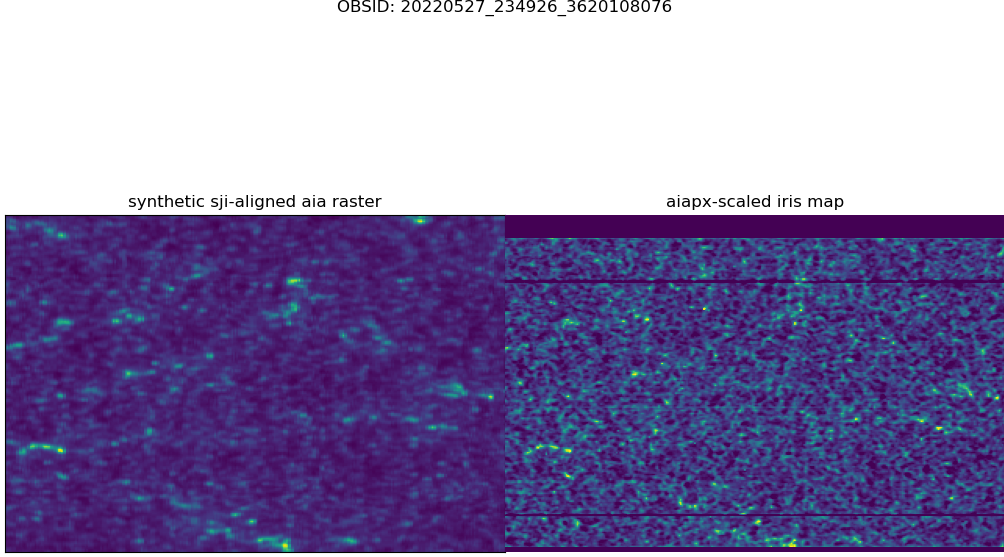 OBSID: 20220527_234926_3620108076
synthetic sji-aligned aia raster
aiapx-scaled iris map